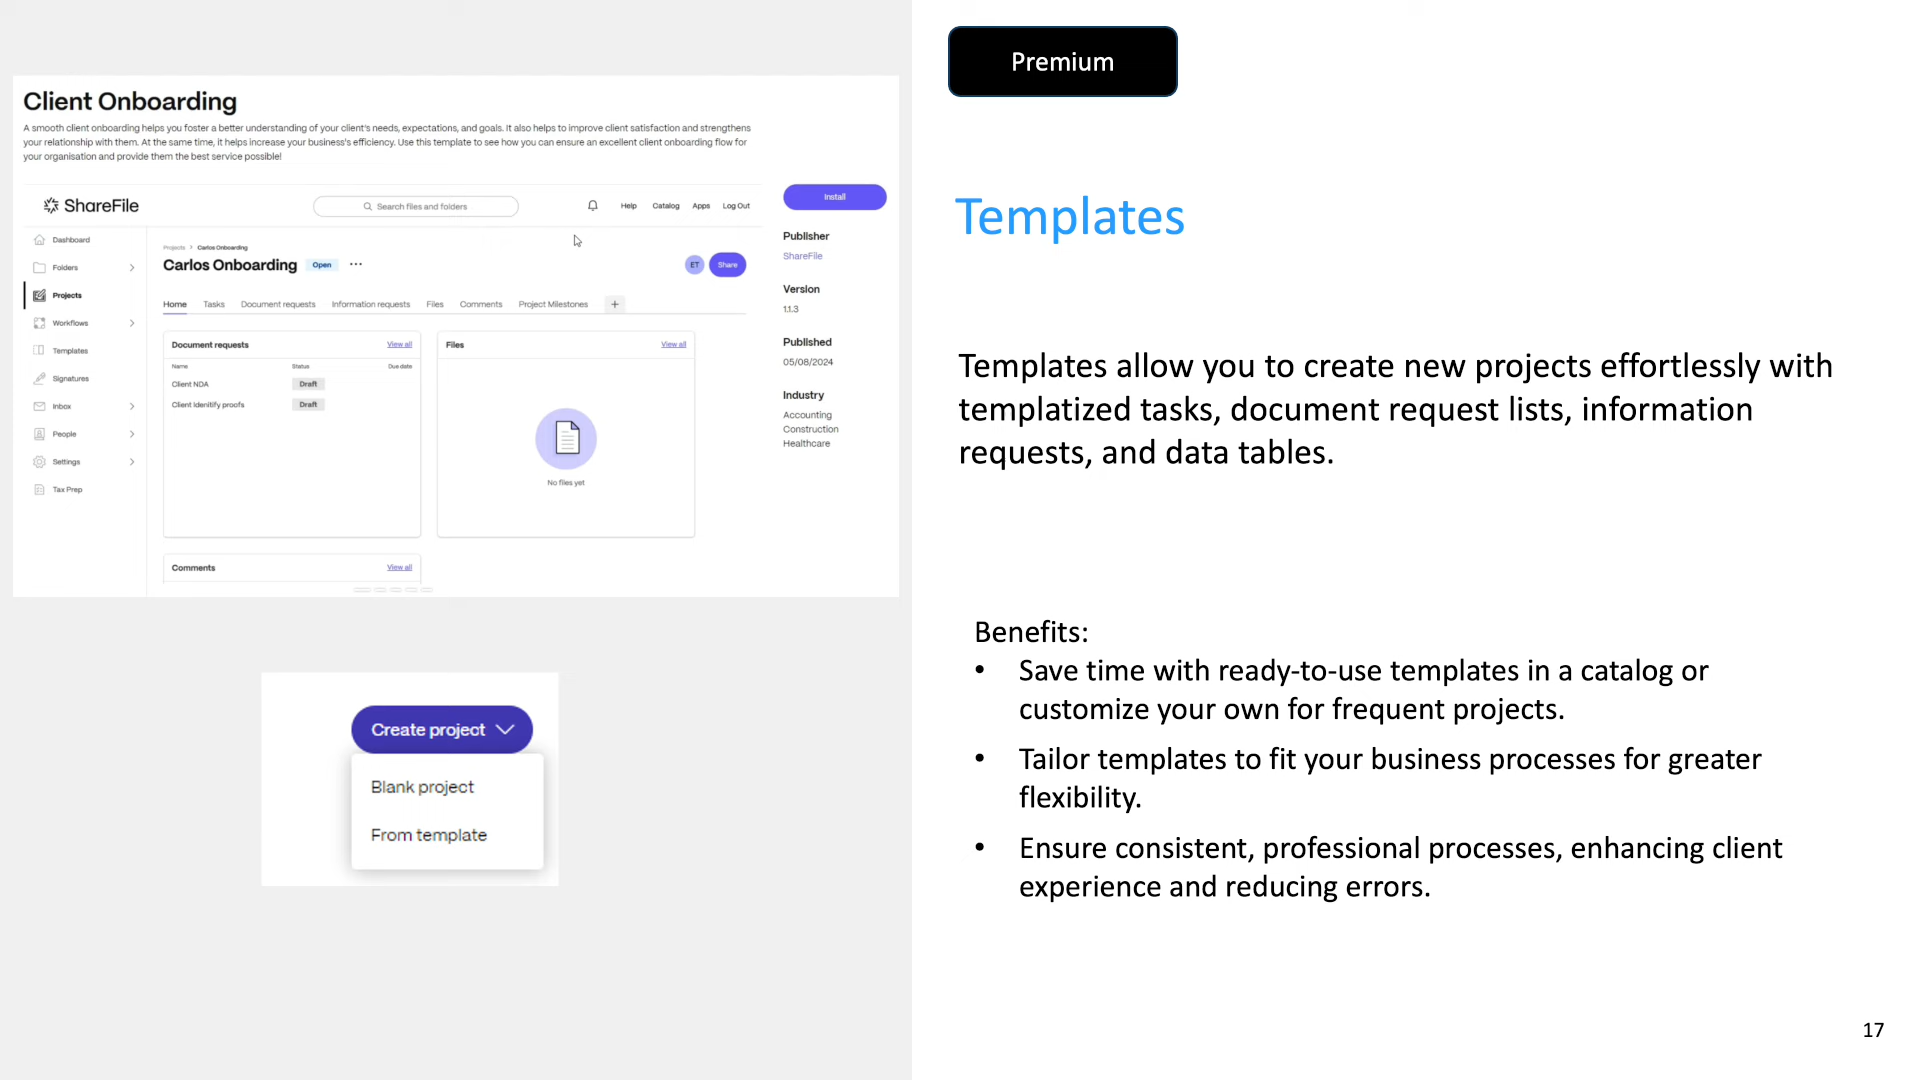 Client Onboarding
A smooth client onboarding helps you foster a better understanding of your client's needs, expectations, and goals. It also helps to improve client satisfaction and strengthens
your relationship with them. At the same time, it helps increase your business's efficiency. Use this template to see how you can ensure an excellent client onboarding flow for
your organisation and provide them the best service possible!
ShareFile
Search files and folders
Help
Catalog
Apps
Log Out
Dashboard
Folders
Projects
Workflows
Templates
Signatures
Inbox
People
Settings
Tax Prep
Projects > Carlos Onboarding
Carlos Onboarding
Open
ET
Share
Home
Tasks
Document requests
Information requests
Files
Comments
Project Milestones
Document requests
View all
Name
Status
Due date
Client NDA
Draft
Client Idenitify proofs
Draft
Files
View all
No files yet
Comments
View all
Install
Publisher
ShareFile
Version
1.1.3
Published
05/08/2024
Industry
Accounting
Construction
Healthcare
Create project
Blank project
From template
Premium
Templates
Templates allow you to create new projects effortlessly with
templatized tasks, document request lists, information
requests, and data tables.
Benefits:
• Save time with ready-to-use templates in a catalog or
customize your own for frequent projects.
• Tailor templates to fit your business processes for greater
flexibility.
• Ensure consistent, professional processes, enhancing client
experience and reducing errors.
17